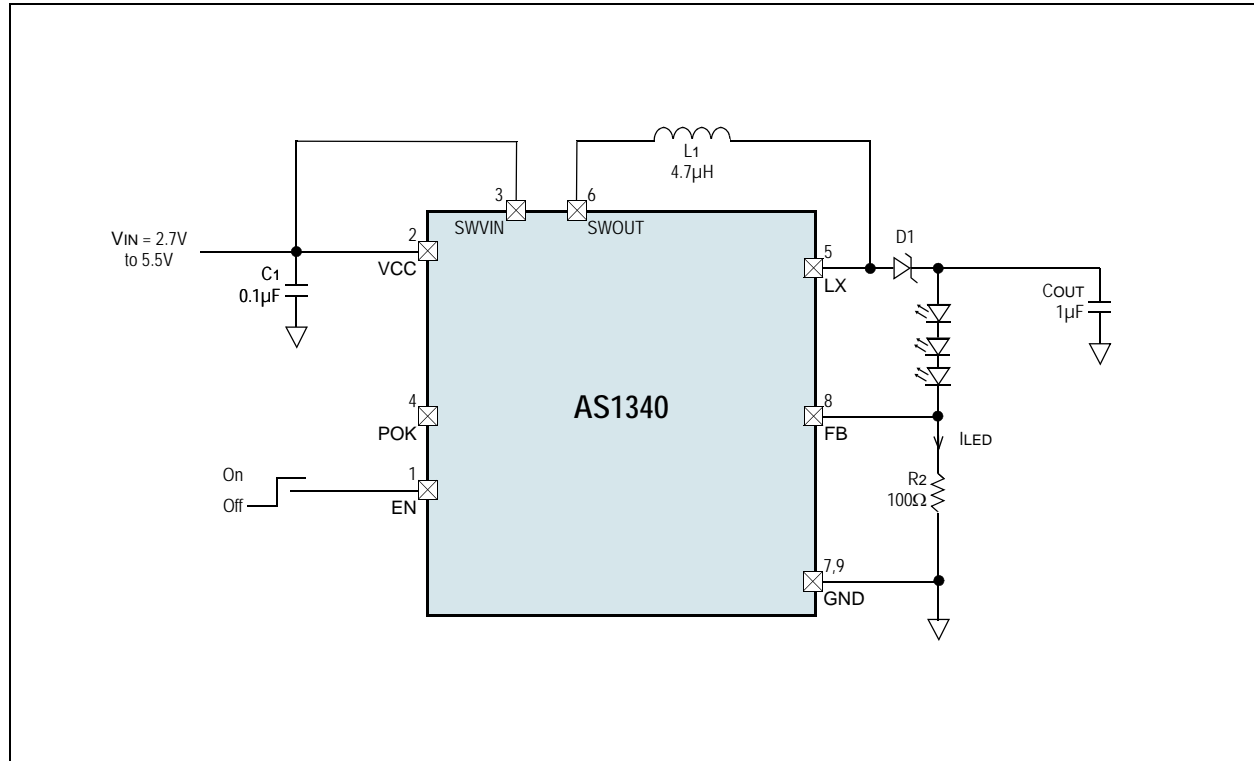 L1
4.7µH
3
6
SWVIN
SWOUT
VIN = 2.7V
to 5.5V
2
VCC
C1
0.1µF
5
LX
D1
COUT
1µF
AS1340
4
POK
8
FB
ILED
On
Off
1
EN
R2
100Ω
7,9
GND